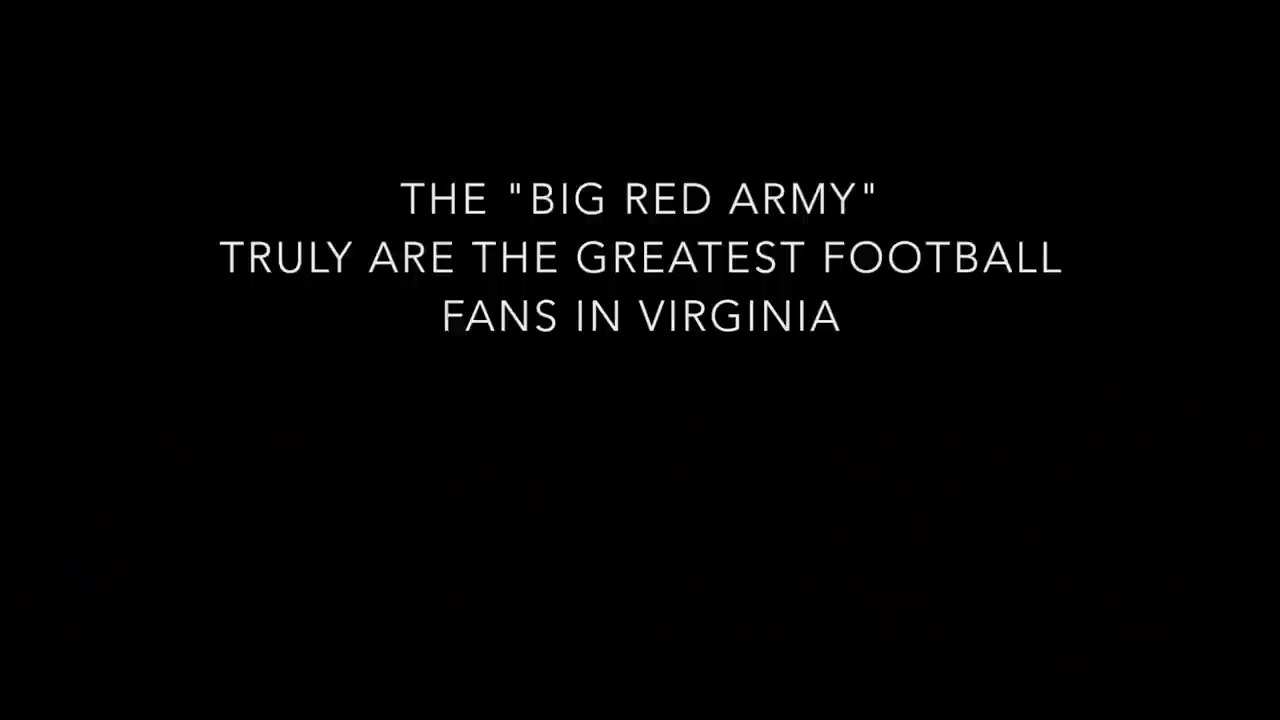 THE "BIG RED ARMY"
TRULY ARE THE GREATEST FOOTBALL
FANS IN VIRGINIA